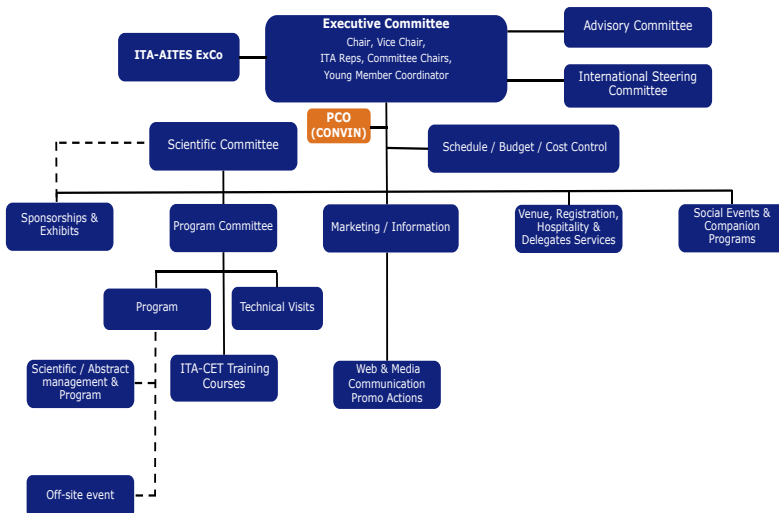 Executive Committee
Chair, Vice Chair,
ITA Reps, Committee Chairs,
Young Member Coordinator
ITA-AITES ExCo
Advisory Committee
International Steering
Committee
PCO
(CONVIN)
Scientific Committee
Schedule / Budget / Cost Control
Sponsorships &
Exhibits
Program Committee
Marketing / Information
Venue, Registration,
Hospitality &
Delegates Services
Social Events &
Companion
Programs
Program
Technical Visits
Scientific / Abstract
management &
Program
ITA-CET Training
Courses
Web & Media
Communication
Promo Actions
Off-site event